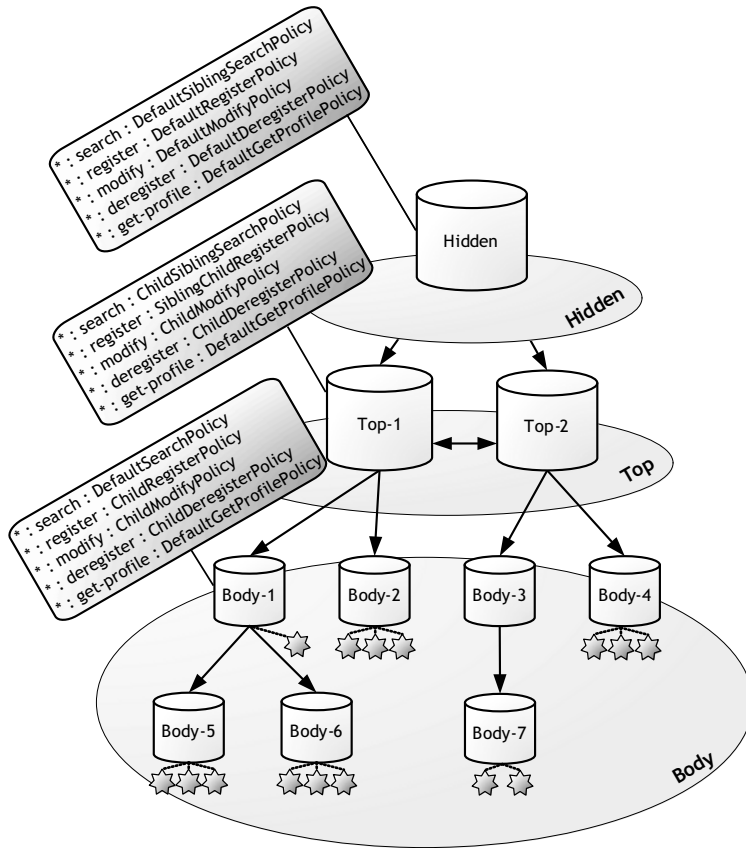 * : search : DefaultSiblingSearchPolicy
* : register : DefaultRegisterPolicy
* : modify : DefaultModifyPolicy
* : deregister : DefaultDeregisterPolicy
* : get-profile : DefaultGetProfilePolicy
Hidden
Hidden
* : search : ChildSiblingSearchPolicy
* : register : SiblingChildRegisterPolicy
* : modify : ChildModifyPolicy
* : deregister : ChildDeregisterPolicy
* : get-profile : DefaultGetProfilePolicy
Top-1
Top-2
Top
* : search : DefaultSearchPolicy
* : register : ChildRegisterPolicy
* : modify : ChildModifyPolicy
* : deregister : ChildDeregisterPolicy
* : get-profile : DefaultGetProfilePolicy
Body-1
Body-2
Body-3
Body-4
Body-5
Body-6
Body-7
Body